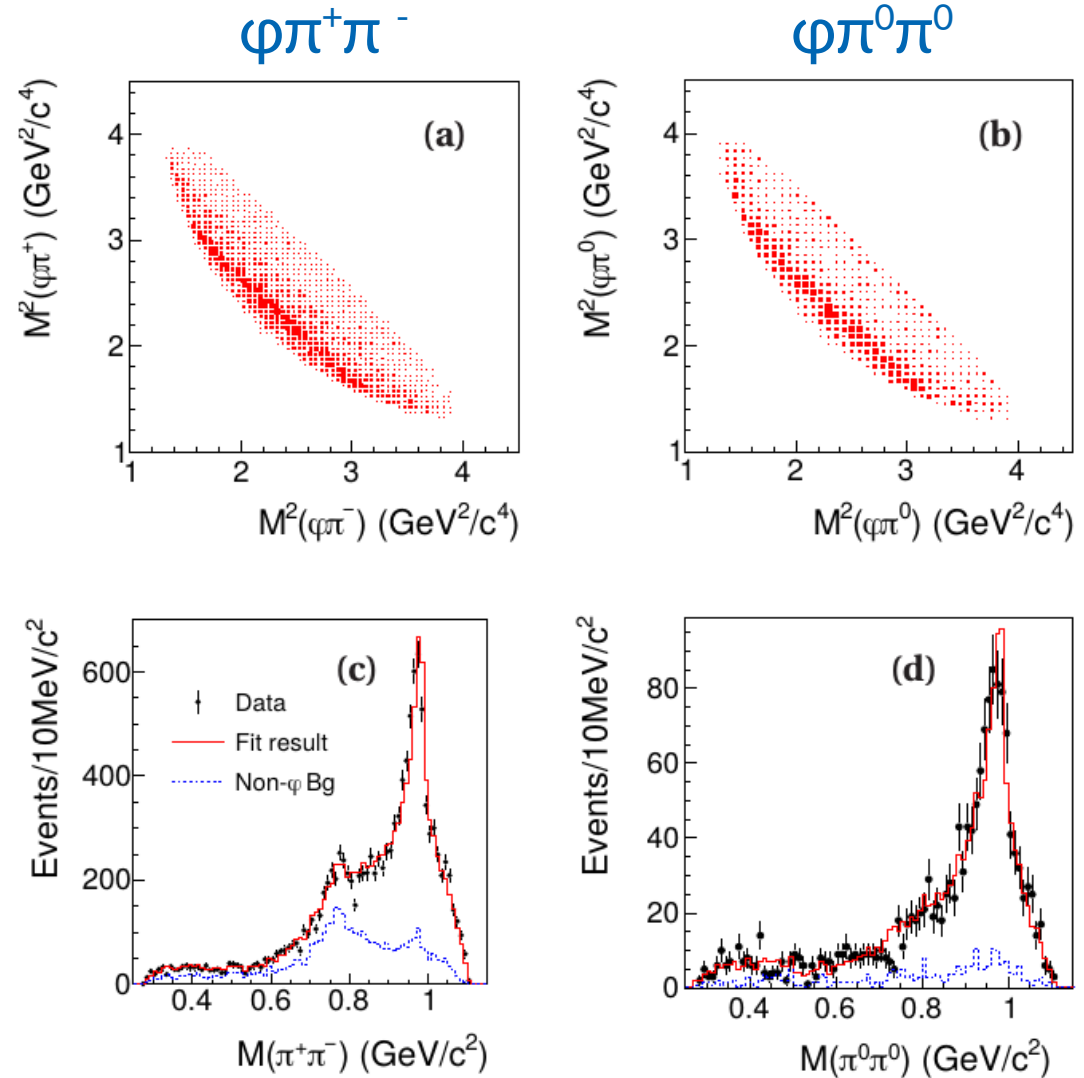 φπ⁺π⁻
φπ⁰π⁰
M²(φπ⁺) (GeV²/c⁴)
4
3
2
1
(a)
1 2 3 4
M²(φπ⁻) (GeV²/c⁴)
M²(φπ⁰) (GeV²/c⁴)
4
3
2
1
(b)
1 2 3 4
M²(φπ⁰) (GeV²/c⁴)
Events/10MeV/c²
600
400
200
0
(c)
Data
Fit result
Non-φ Bg
0.4 0.6 0.8 1
M(π⁺π⁻) (GeV/c²)
Events/10MeV/c²
80
60
40
20
0
(d)
0.4 0.6 0.8 1
M(π⁰π⁰) (GeV/c²)